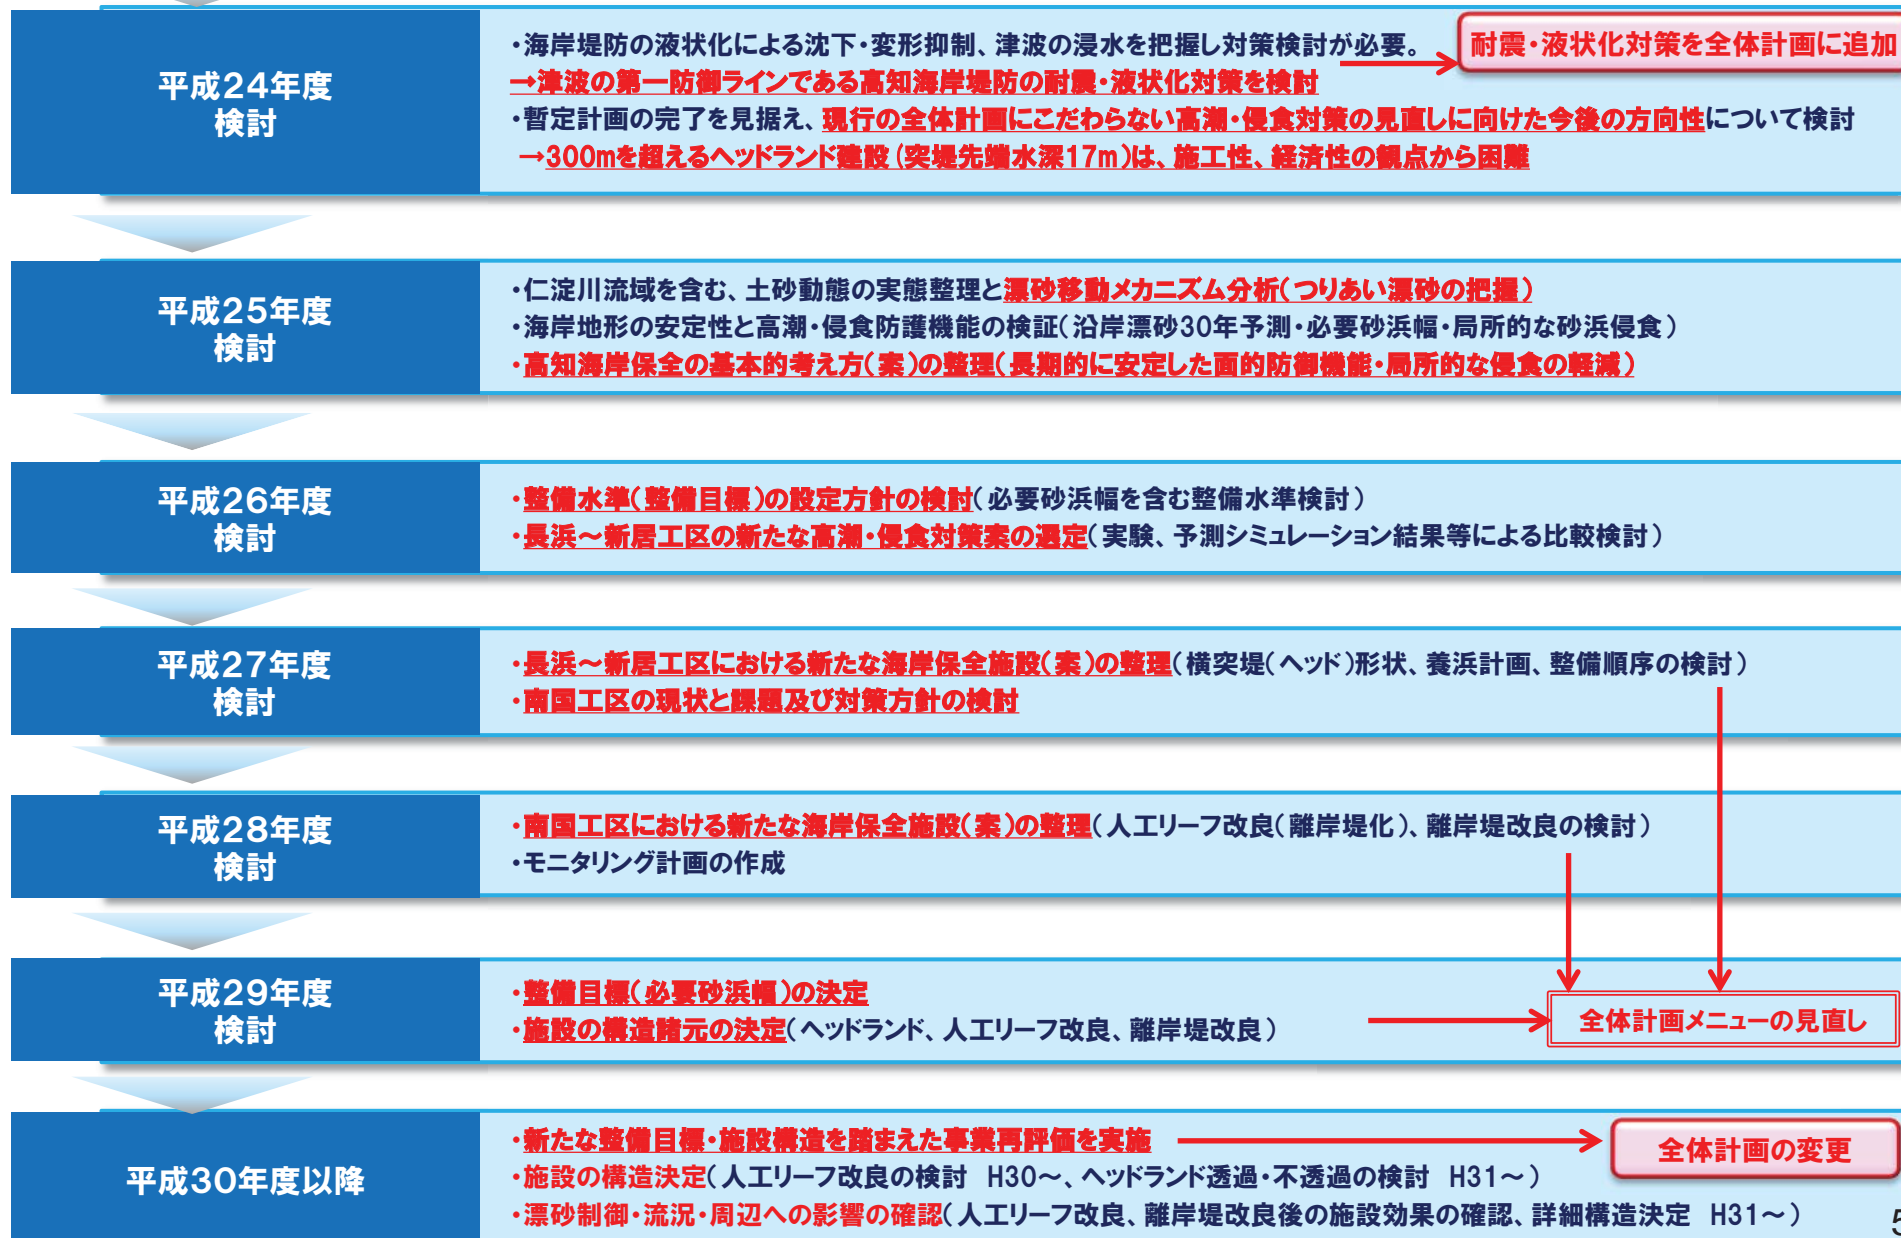 平成24年度
検討
・海岸堤防の液状化による沈下・変形抑制、津波の浸水を把握し対策検討が必要。
耐震・液状化対策を全体計画に追加
→津波の第一防御ラインである高知海岸堤防の耐震・液状化対策を検討
・暫定計画の完了を見据え、現行の全体計画にこだわらない高潮・侵食対策の見直しに向けた今後の方向性について検討
→300mを超えるヘッドランド建設(突堤先端水深17m)は、施工性、経済性の観点から困難
平成25年度
検討
・仁淀川流域を含む、土砂動態の実態整理と漂砂移動メカニズム分析(つりあい漂砂の把握)
・海岸地形の安定性と高潮・侵食防護機能の検証(沿岸漂砂30年予測・必要砂浜幅・局所的な砂浜侵食)
・高知海岸保全の基本的考え方(案)の整理(長期的に安定した面的防御機能・局所的な侵食の軽減)
平成26年度
検討
・整備水準(整備目標)の設定方針の検討(必要砂浜幅を含む整備水準検討)
・長浜～新居工区の新たな高潮・侵食対策案の選定(実験、予測シミュレーション結果等による比較検討)
平成27年度
検討
・長浜～新居工区における新たな海岸保全施設(案)の整理(横突堤(ヘッド)形状、養浜計画、整備順序の検討)
・南国工区の現状と課題及び対策方針の検討
平成28年度
検討
・南国工区における新たな海岸保全施設(案)の整理(人工リーフ改良(離岸堤化)、離岸堤改良の検討)
・モニタリング計画の作成
平成29年度
検討
・整備目標(必要砂浜幅)の決定
・施設の構造諸元の決定(ヘッドランド、人工リーフ改良、離岸堤改良)
全体計画メニューの見直し
平成30年度以降
・新たな整備目標・施設構造を踏まえた事業再評価を実施
全体計画の変更
・施設の構造決定(人工リーフ改良の検討　H30～、ヘッドランド透過・不透過の検討　H31～)
・漂砂制御・流況・周辺への影響の確認(人工リーフ改良、離岸堤改良後の施設効果の確認、詳細構造決定　H31～)
5